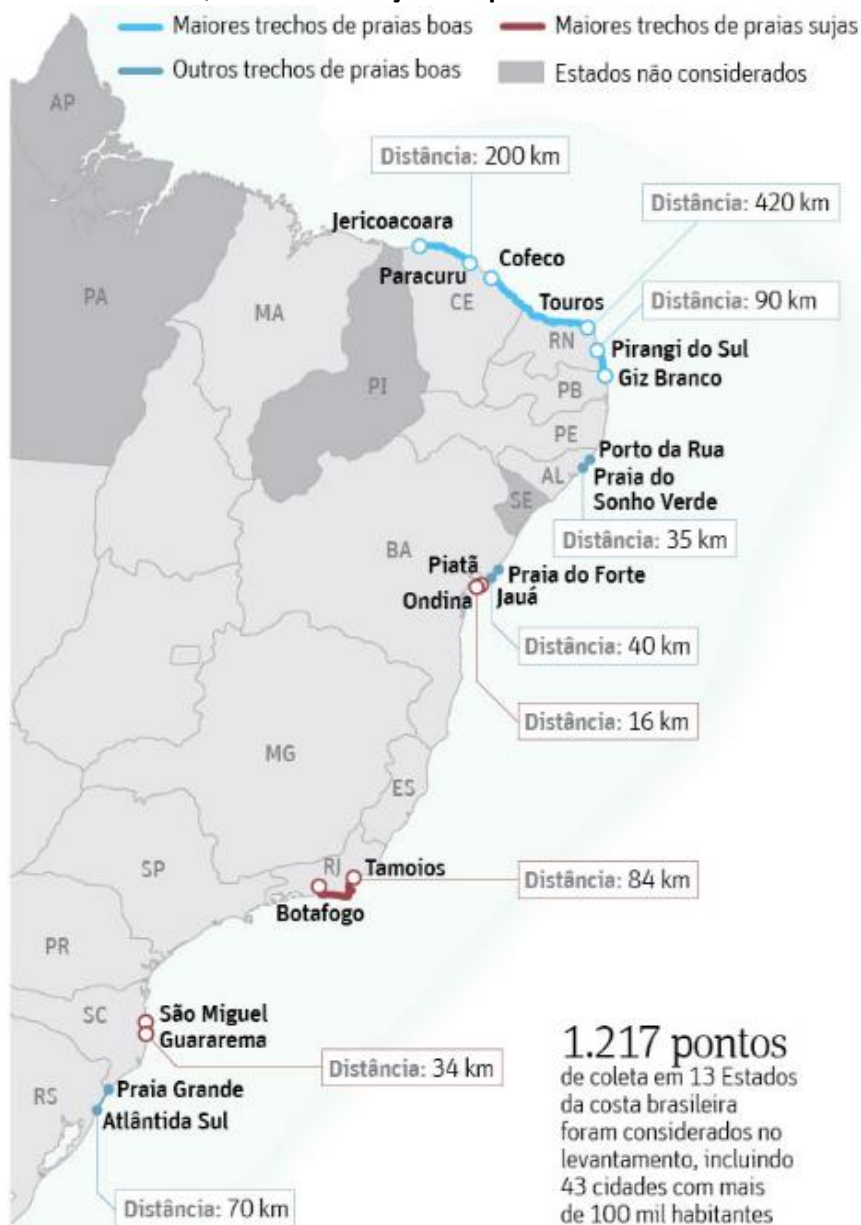 Maiores trechos de praias boas
Maiores trechos de praias sujas
Outros trechos de praias boas
Estados não considerados
AP
Distância: 200 km
Distância: 420 km
Jericoacoara
Cofeco
Paracuru
Touros
Distância: 90 km
PA
MA
CE
RN
Pirangi do Sul
PI
Giz Branco
PB
PE
Porto da Rua
AL
Praia do
Sonho Verde
SE
Distância: 35 km
BA
Piatã
Praia do Forte
Ondina
Jauá
Distância: 40 km
Distância: 16 km
MG
ES
SP
RJ
Tamoios
Distância: 84 km
Botafogo
PR
SC
São Miguel
Guararema
Distância: 34 km
RS
Praia Grande
Atlântida Sul
Distância: 70 km
1.217 pontos
de coleta em 13 Estados
da costa brasileira
foram considerados no
levantamento, incluindo
43 cidades com mais
de 100 mil habitantes